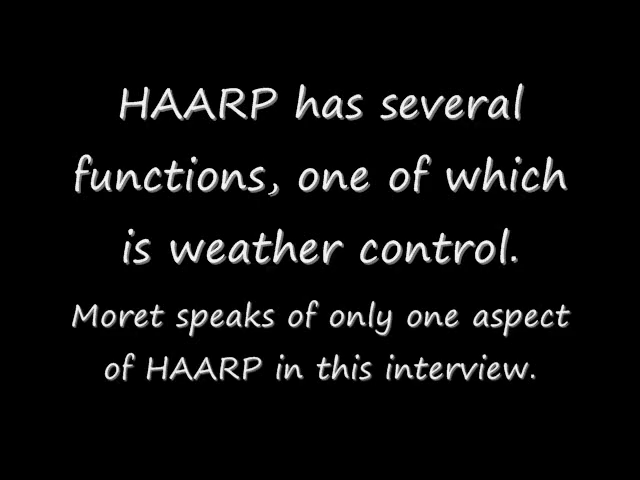 HAARP has several
functions, one of which
is weather control.
Moret speaks of only one aspect
of HAARP in this interview.